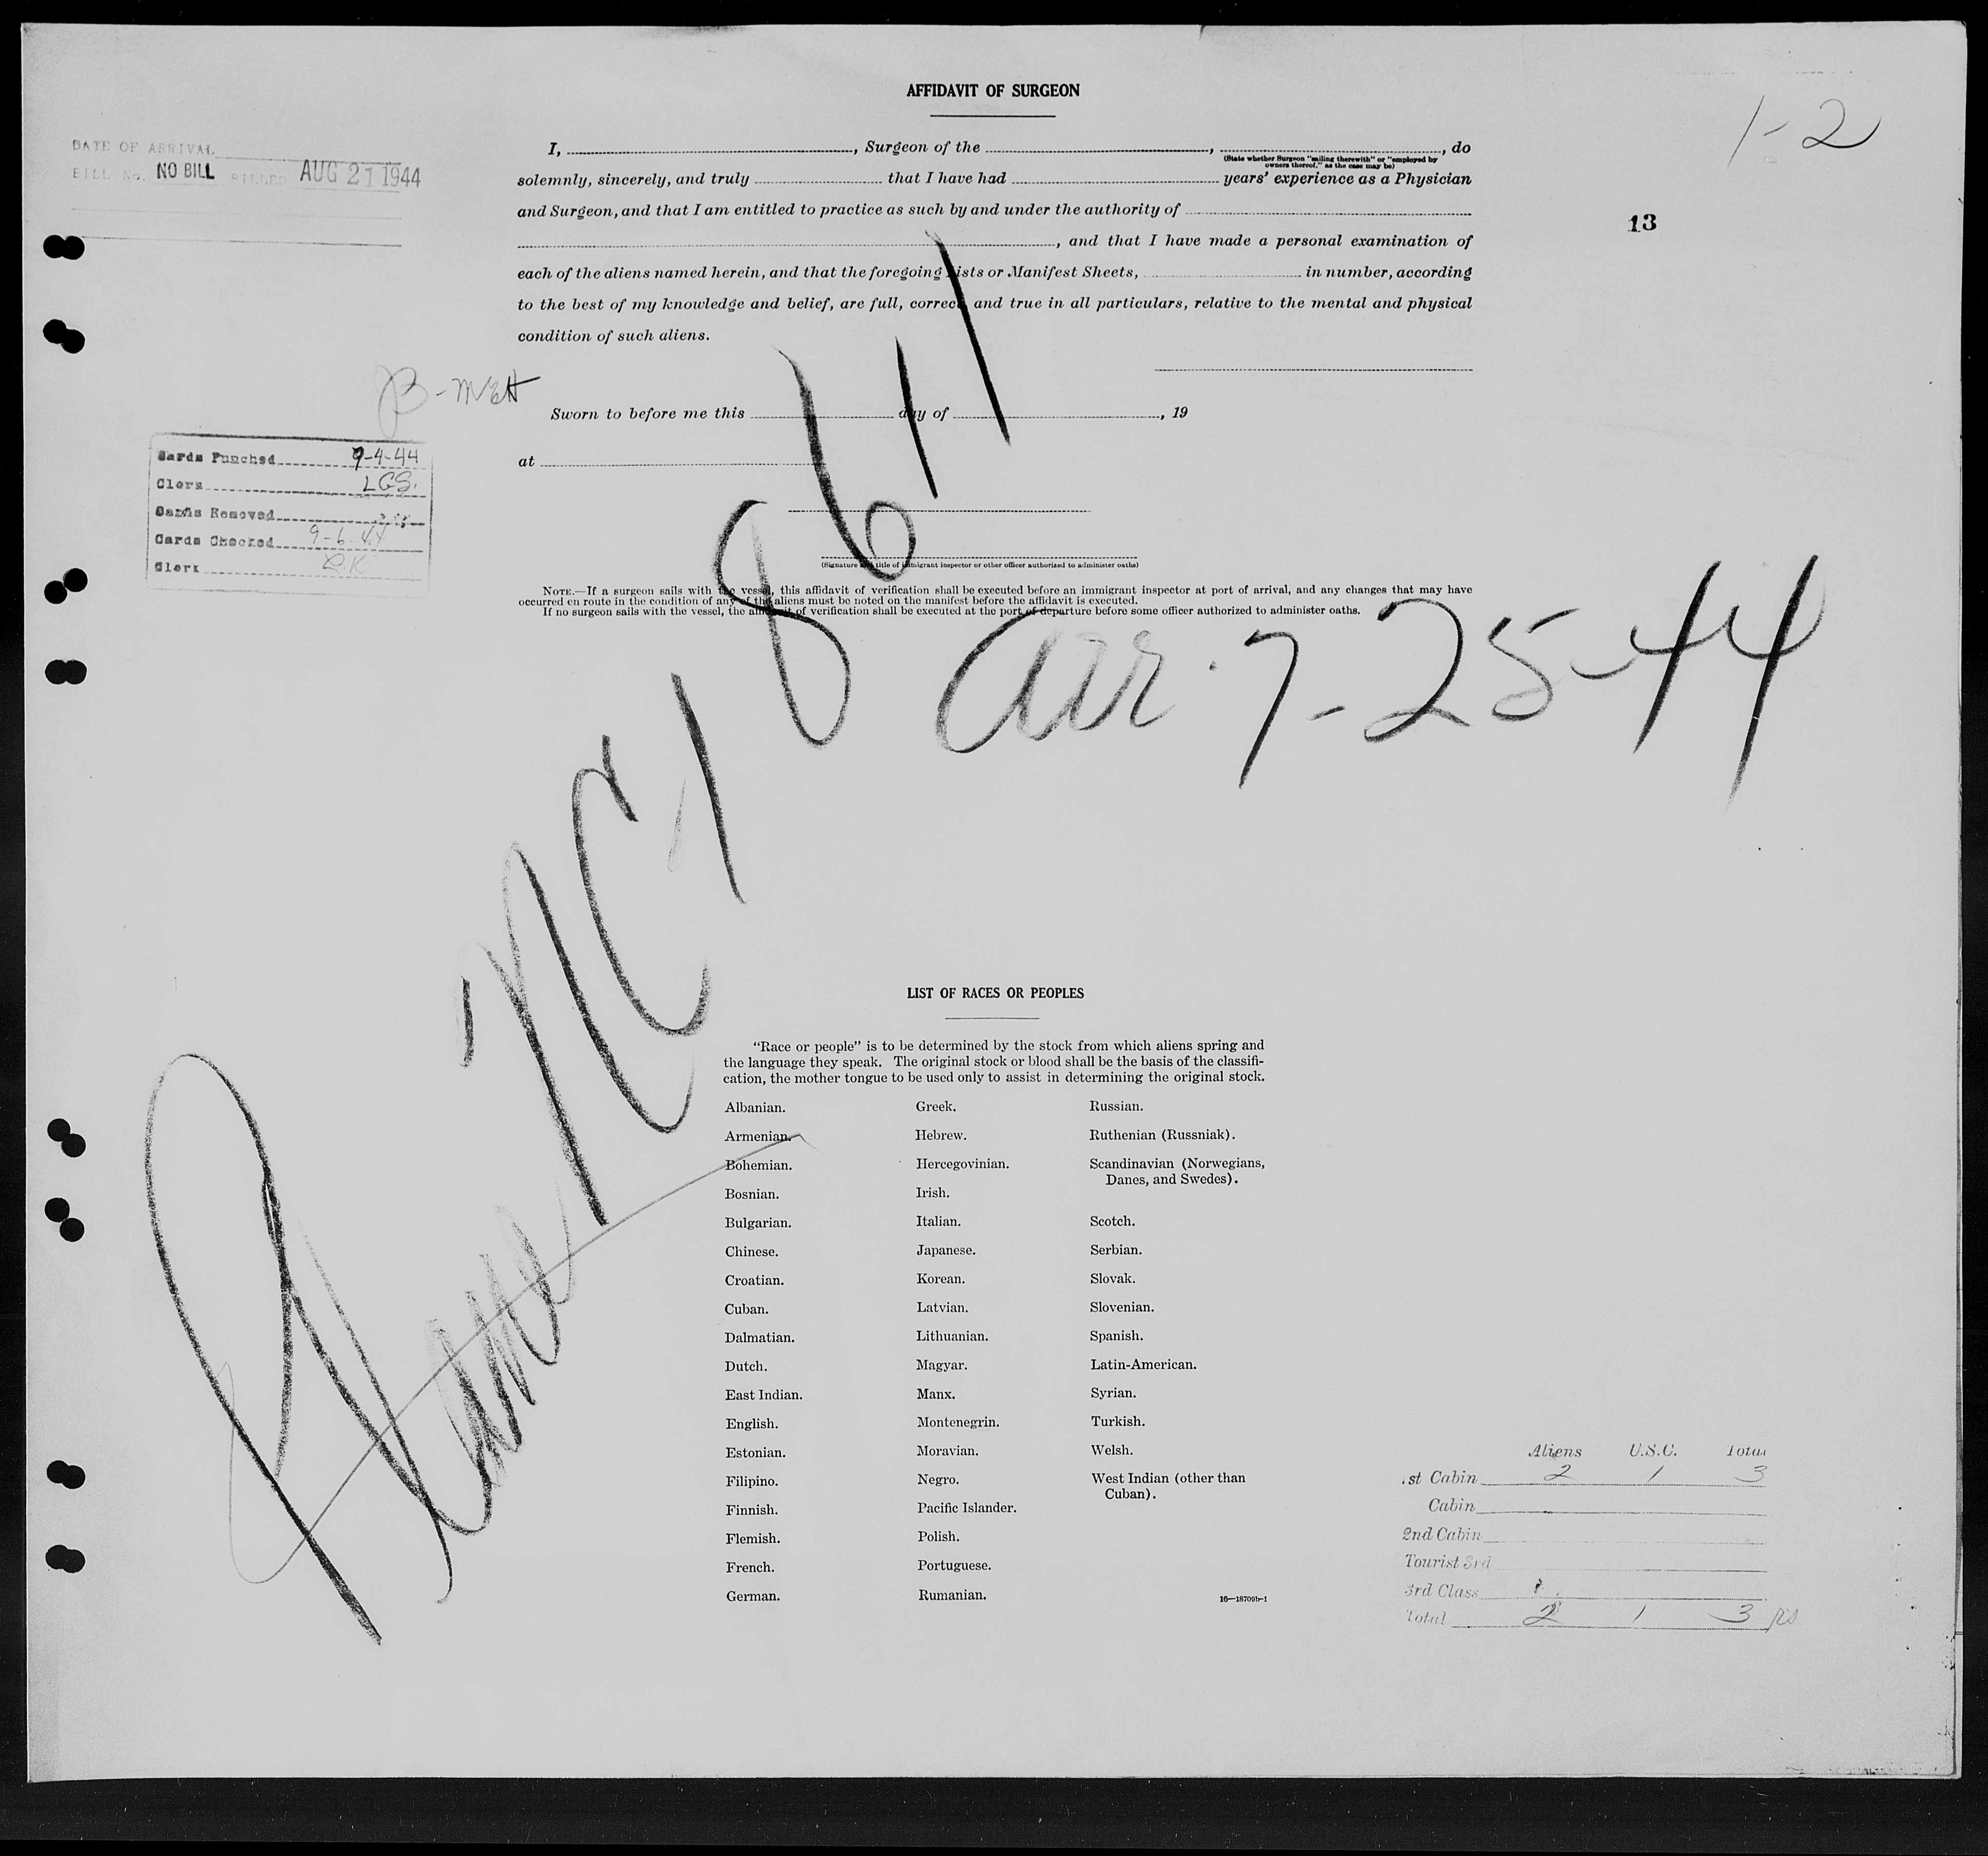 AFFIDAVIT OF SURGEON
1-2
DATE OF ARRIVAL
BILL No. NO BILL BILLED AUG 21 1944
13
I, , Surgeon of the , , do
(State whether Surgeon "sailing therewith" or "employed by
owners thereof," as the case may be)
solemnly, sincerely, and truly that I have had years' experience as a Physician
and Surgeon, and that I am entitled to practice as such by and under the authority of
, and that I have made a personal examination of
each of the aliens named herein, and that the foregoing Lists or Manifest Sheets, in number, according
to the best of my knowledge and belief, are full, correct, and true in all particulars, relative to the mental and physical
condition of such aliens.
Sworn to before me this day of , 19
at
(Signature and title of immigrant inspector or other officer authorized to administer oaths)
Cards Punched 9-4-44
Clerk LGS.
Cards Removed
Cards Checked 9-6-44
Clerk
NOTE.—If a surgeon sails with the vessel, this affidavit of verification shall be executed before an immigrant inspector at port of arrival, and any changes that may have
occurred en route in the condition of any of the aliens must be noted on the manifest before the affidavit is executed.
If no surgeon sails with the vessel, the affidavit of verification shall be executed at the port of departure before some officer authorized to administer oaths.
Plane NC 18611
arr. 7-25-44
LIST OF RACES OR PEOPLES
"Race or people" is to be determined by the stock from which aliens spring and
the language they speak. The original stock or blood shall be the basis of the classifi-
cation, the mother tongue to be used only to assist in determining the original stock.
Albanian. Greek. Russian.
Armenian. Hebrew. Ruthenian (Russniak).
Bohemian. Hercegovinian. Scandinavian (Norwegians,
Danes, and Swedes).
Bosnian. Irish.
Bulgarian. Italian. Scotch.
Chinese. Japanese. Serbian.
Croatian. Korean. Slovak.
Cuban. Latvian. Slovenian.
Dalmatian. Lithuanian. Spanish.
Dutch. Magyar. Latin-American.
East Indian. Manx. Syrian.
English. Montenegrin. Turkish.
Estonian. Moravian. Welsh.
Filipino. Negro. West Indian (other than
Cuban).
Finnish. Pacific Islander.
Flemish. Polish.
French. Portuguese.
German. Rumanian.
16—18709b-1
Aliens U.S.C. Total
1st Cabin 2 1 3
Cabin
2nd Cabin
Tourist 3rd
3rd Class
Total 2 1 3